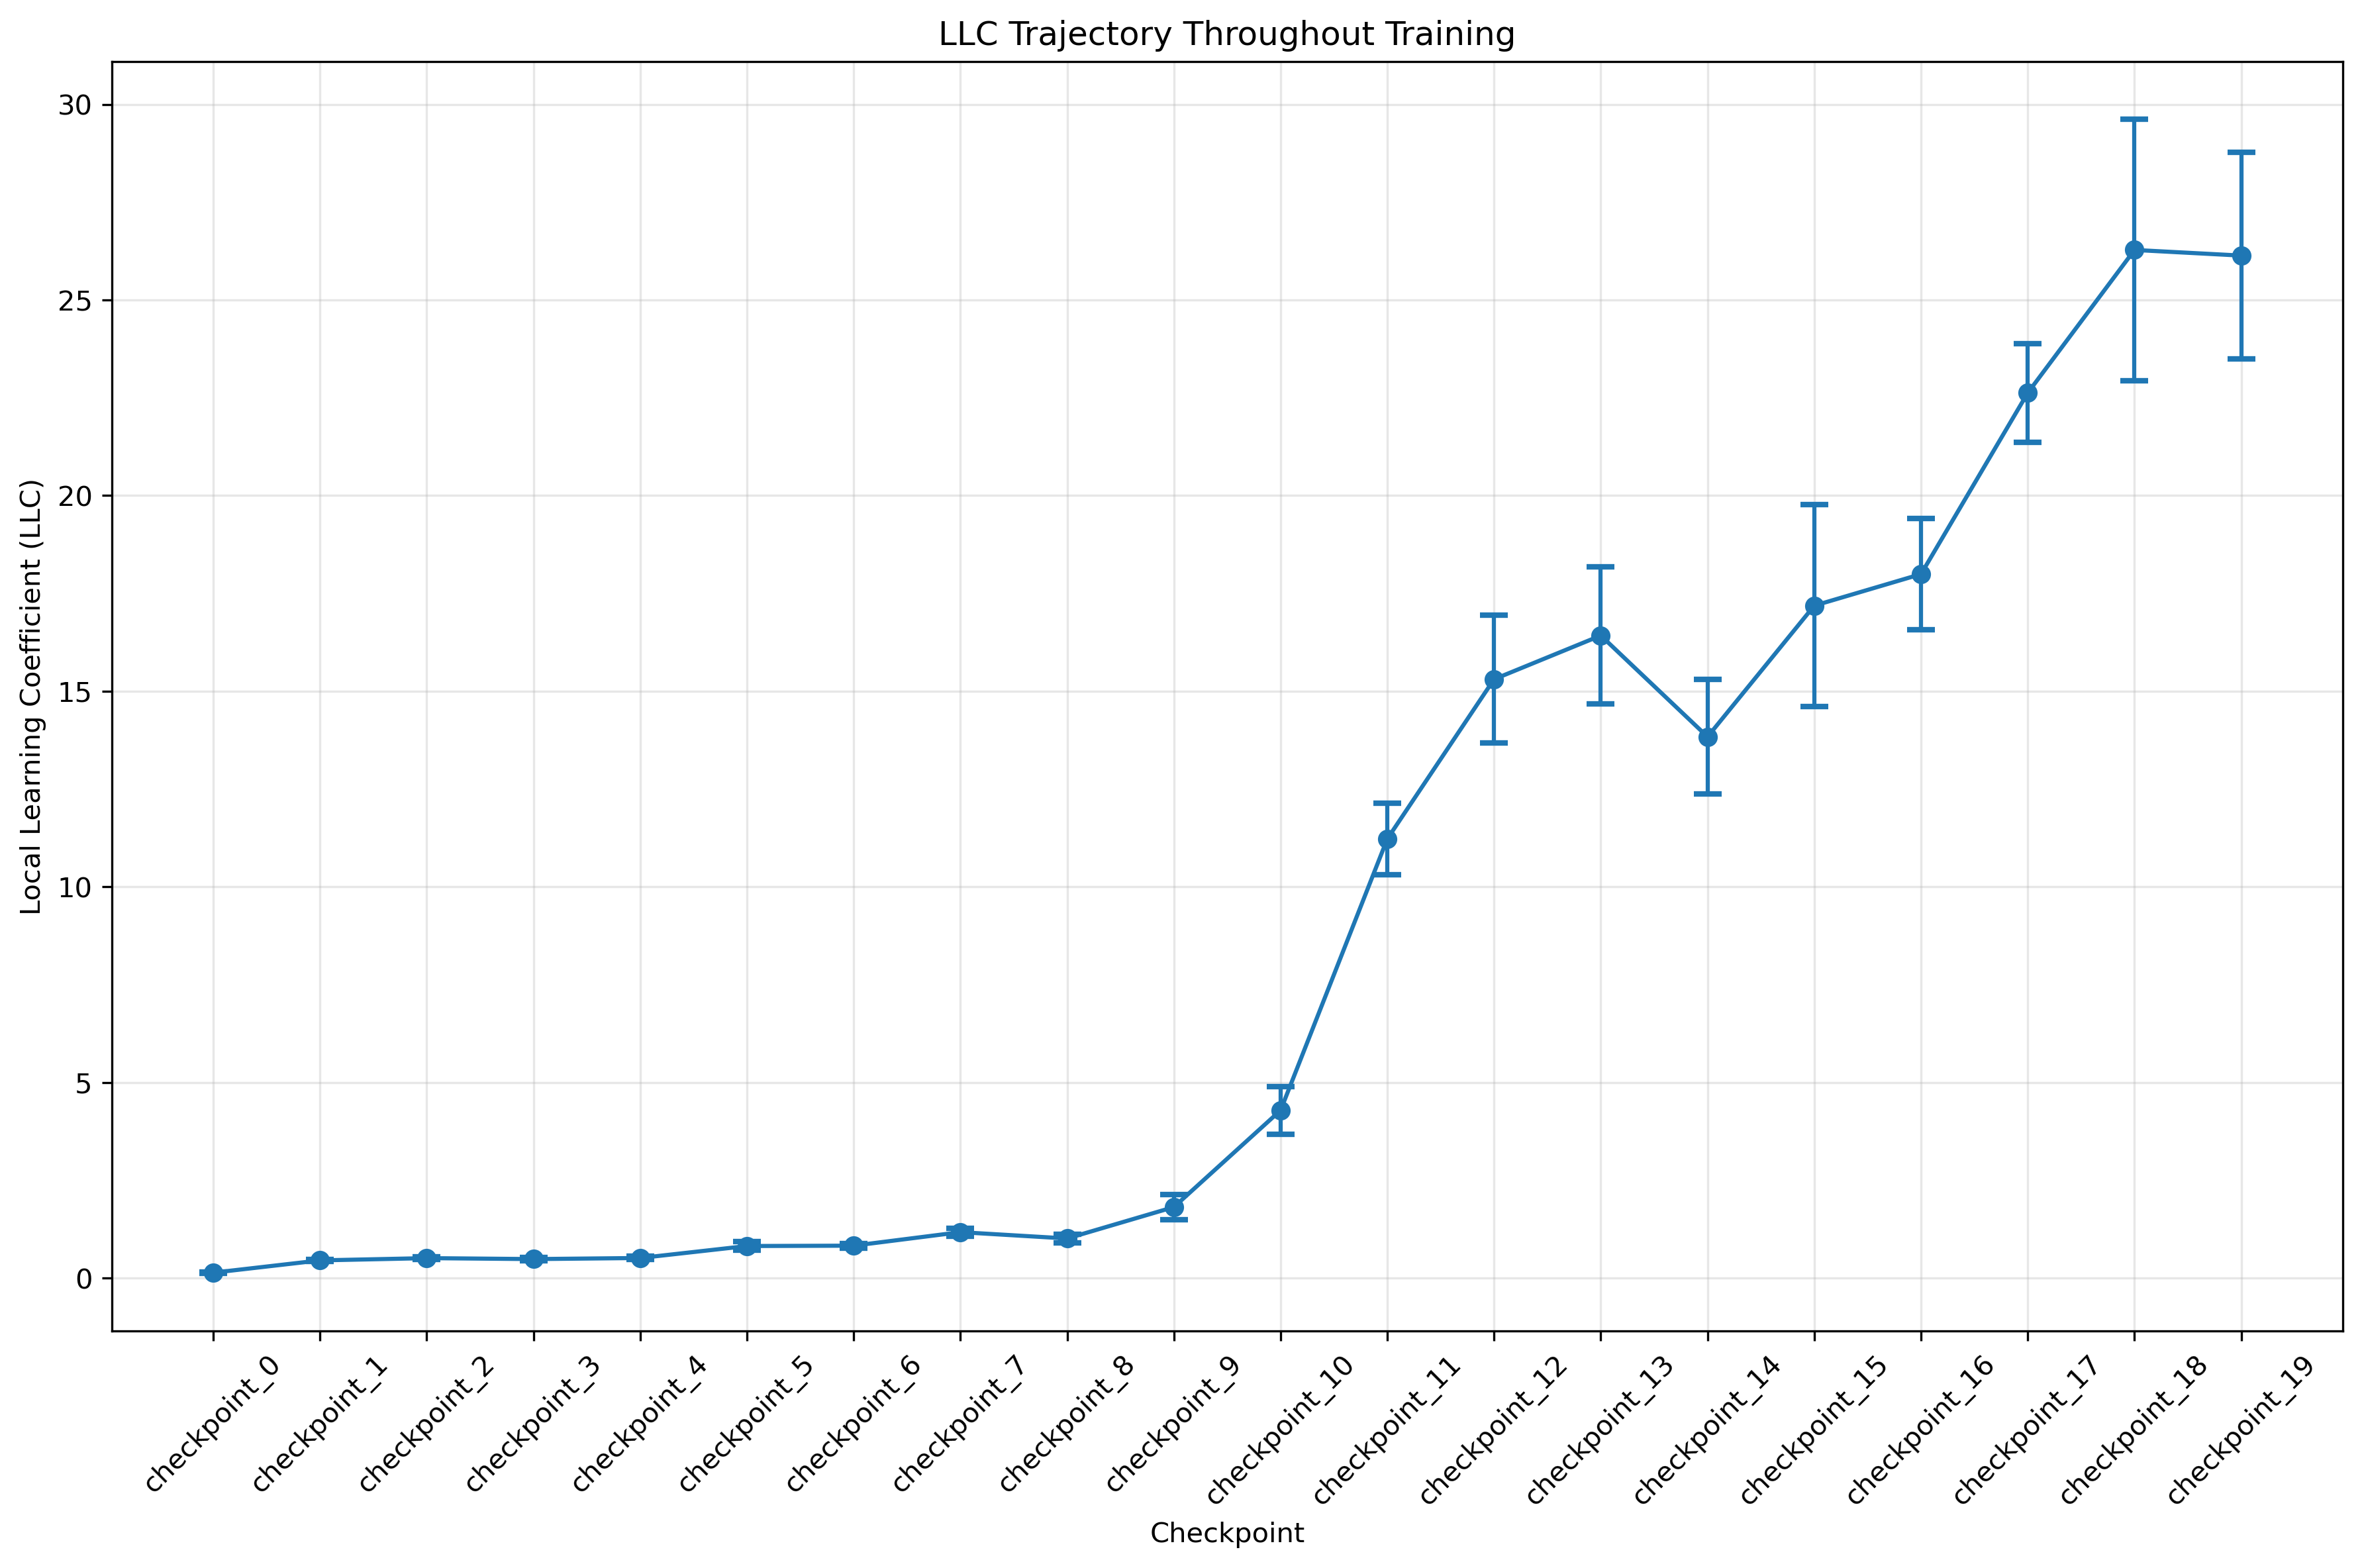 LLC Trajectory Throughout Training
Local Learning Coefficient (LLC)
30
25
20
15
10
5
0
checkpoint_0
checkpoint_1
checkpoint_2
checkpoint_3
checkpoint_4
checkpoint_5
checkpoint_6
checkpoint_7
checkpoint_8
checkpoint_9
checkpoint_10
checkpoint_11
checkpoint_12
checkpoint_13
checkpoint_14
checkpoint_15
checkpoint_16
checkpoint_17
checkpoint_18
checkpoint_19
Checkpoint